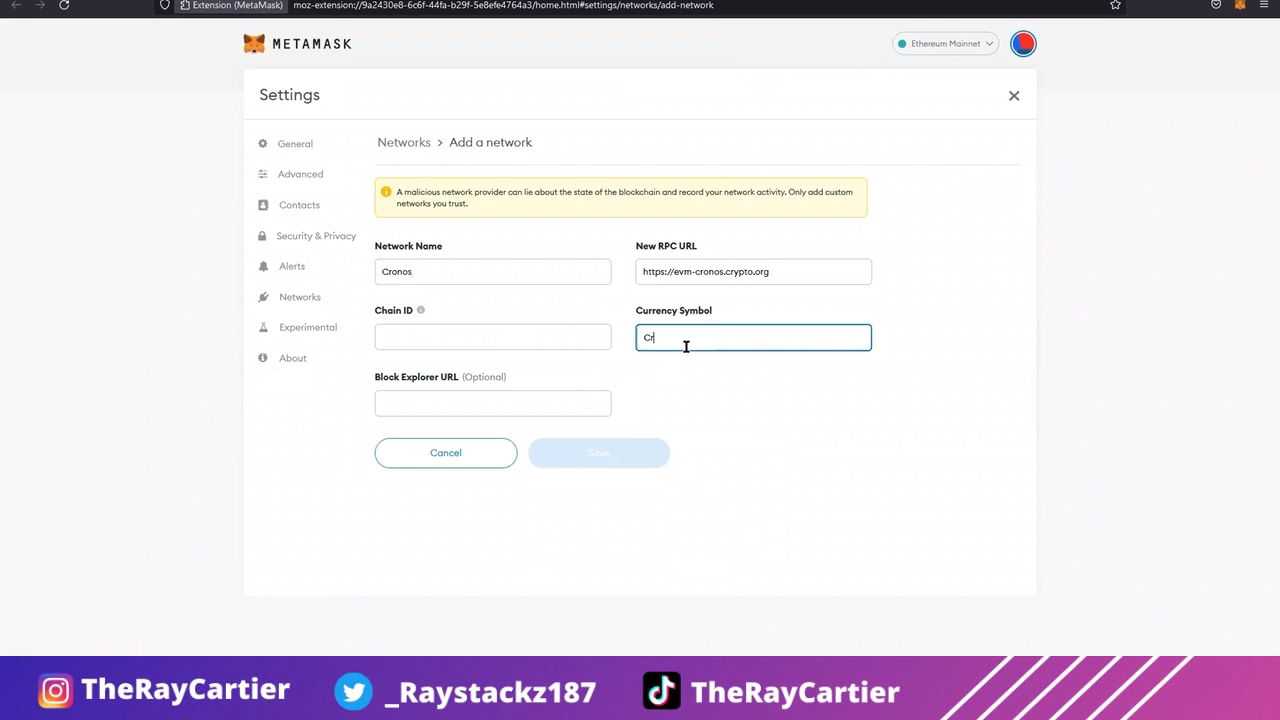 Extension (MetaMask)
moz-extension://9a2430e8-6c6f-44fa-b29f-5e8efe4764a3/home.html#settings/networks/add-network
METAMASK
Ethereum Mainnet
Settings
General
Advanced
Contacts
Security & Privacy
Alerts
Networks
Experimental
About
Networks > Add a network
A malicious network provider can lie about the state of the blockchain and record your network activity. Only add custom
networks you trust.
Network Name
New RPC URL
Cronos
https://evm-cronos.crypto.org
Chain ID
Currency Symbol
Cr
Block Explorer URL (Optional)
Cancel
Save
TheRayCartier
_Raystackz187
TheRayCartier